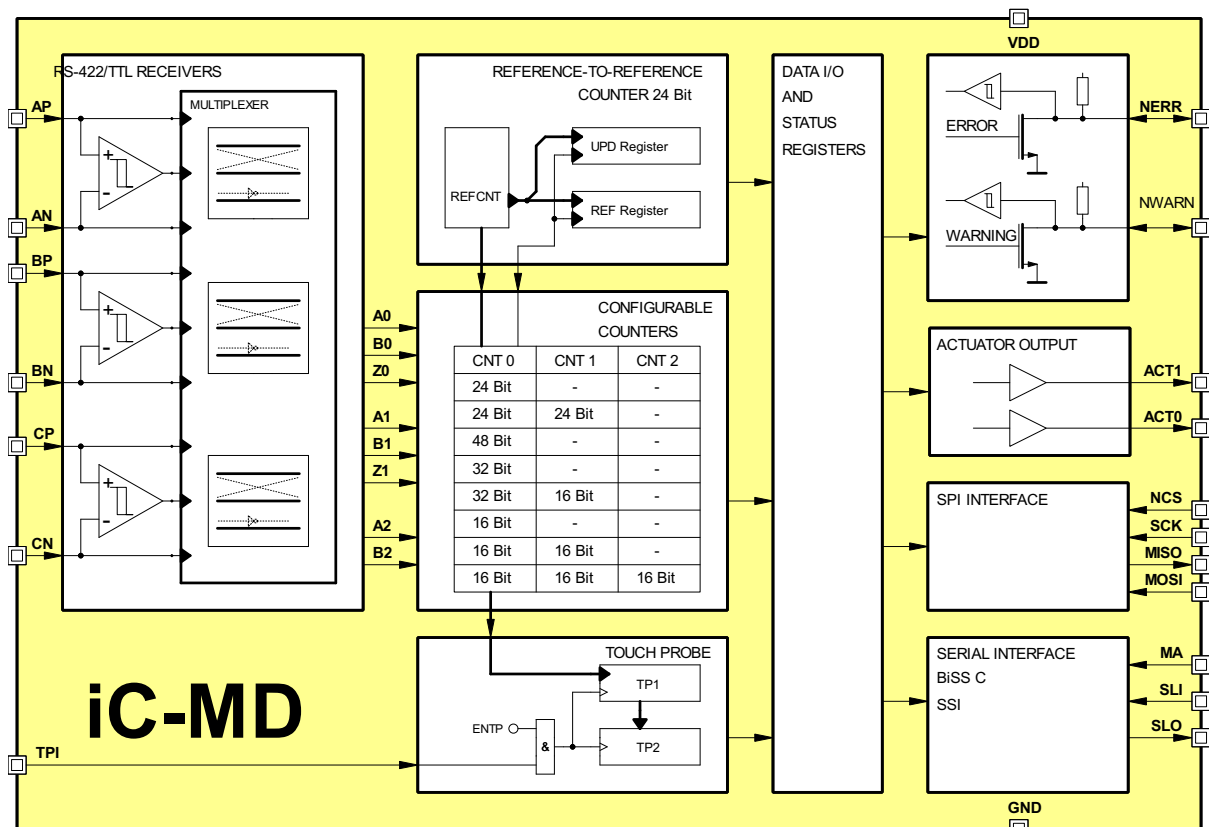 VDD
RS-422/TTL RECEIVERS
MULTIPLEXER
AP
+
-
AN
BP
+
-
BN
CP
+
-
CN
A0
B0
Z0
A1
B1
Z1
A2
B2
REFERENCE-TO-REFERENCE
COUNTER 24 Bit
REFCNT
UPD Register
REF Register
CONFIGURABLE
COUNTERS
CNT 0 CNT 1 CNT 2
24 Bit - -
24 Bit 24 Bit -
48 Bit - -
32 Bit - -
32 Bit 16 Bit -
16 Bit - -
16 Bit 16 Bit -
16 Bit 16 Bit 16 Bit
TOUCH PROBE
TP1
ENTP
&
TP2
iC-MD
TPI
DATA I/O
AND
STATUS
REGISTERS
ERROR
NERR
WARNING
NWARN
ACTUATOR OUTPUT
ACT1
ACT0
SPI INTERFACE
NCS
SCK
MISO
MOSI
SERIAL INTERFACE
BiSS C
SSI
MA
SLI
SLO
GND